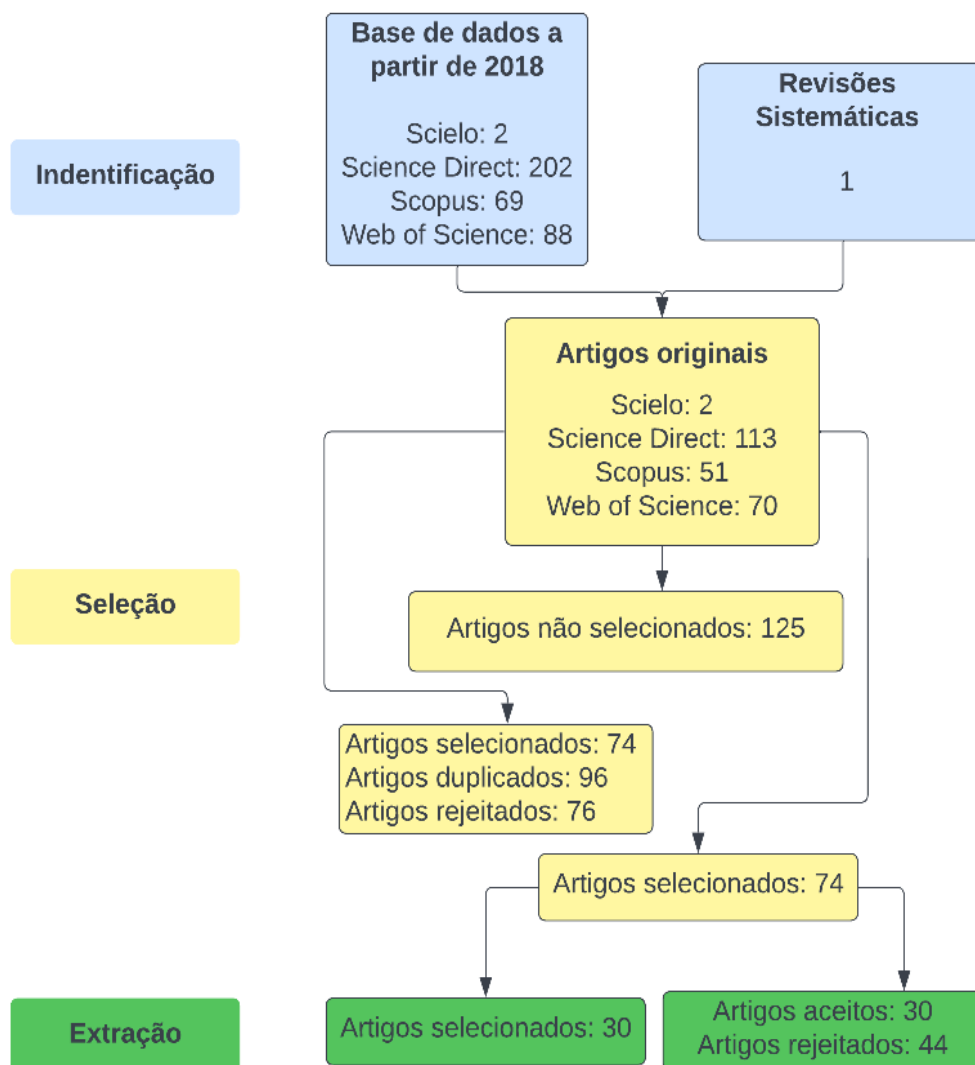 Base de dados a
partir de 2018
Scielo: 2
Science Direct: 202
Scopus: 69
Web of Science: 88
Revisões
Sistemáticas
1
Indentificação
Artigos originais
Scielo: 2
Science Direct: 113
Scopus: 51
Web of Science: 70
Seleção
Artigos não selecionados: 125
Artigos selecionados: 74
Artigos duplicados: 96
Artigos rejeitados: 76
Artigos selecionados: 74
Extração
Artigos selecionados: 30
Artigos aceitos: 30
Artigos rejeitados: 44